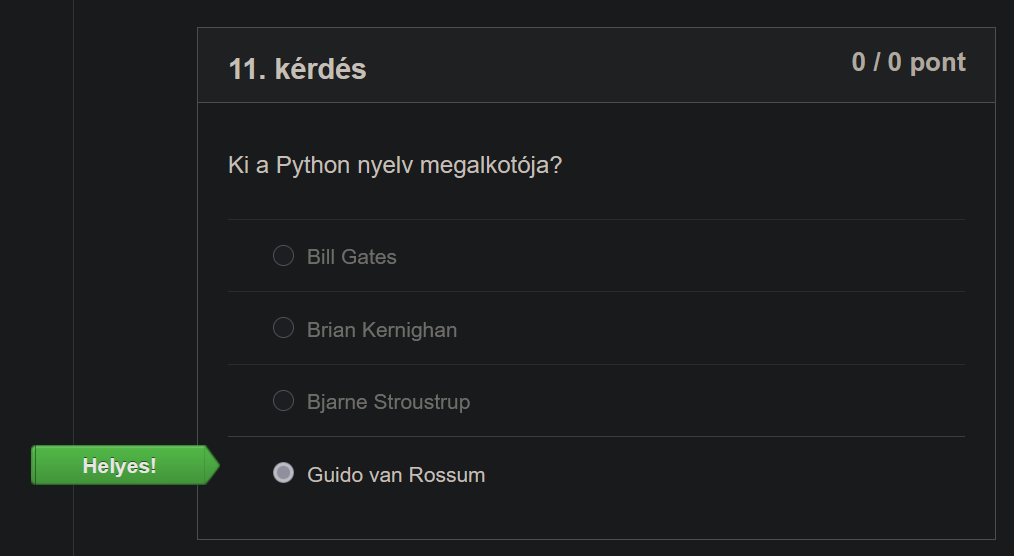 11. kérdés
0 / 0 pont
Ki a Python nyelv megalkotója?
Bill Gates
Brian Kernighan
Bjarne Stroustrup
Helyes!
Guido van Rossum